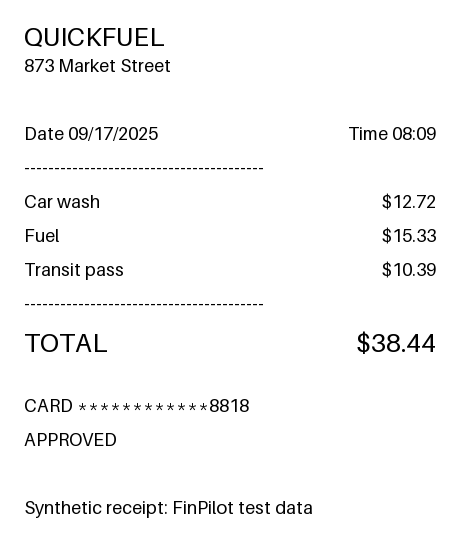 QUICKFUEL
873 Market Street
Date 09/17/2025 Time 08:09
----------------------------------------
Car wash $12.72
Fuel $15.33
Transit pass $10.39
----------------------------------------
TOTAL $38.44
CARD ************8818
APPROVED
Synthetic receipt: FinPilot test data